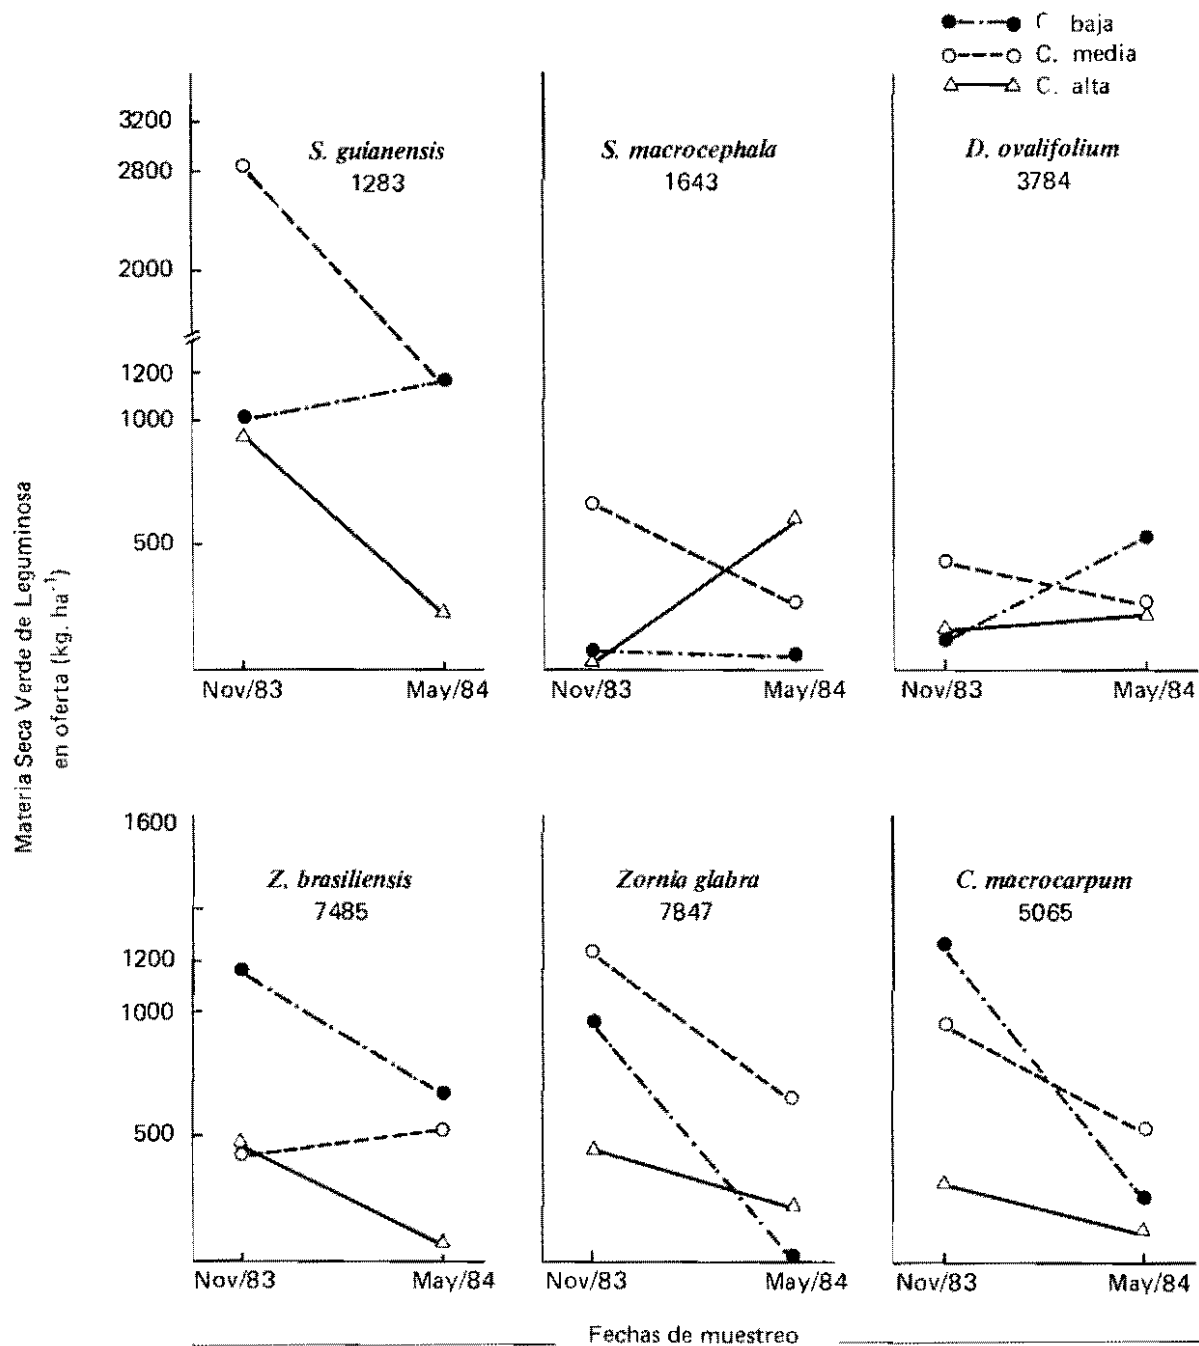 C baja
C. media
C. alta
Materia Seca Verde de Leguminosa
en oferta (kg. ha⁻¹)
S. guianensis
1283
S. macrocephala
1643
D. ovalifolium
3784
3200
2800
2000
1200
1000
500
Nov/83 May/84 Nov/83 May/84 Nov/83 May/84
Z. brasiliensis
7485
Zornia glabra
7847
C. macrocarpum
5065
1600
1200
1000
500
Nov/83 May/84 Nov/83 May/84 Nov/83 May/84
Fechas de muestreo